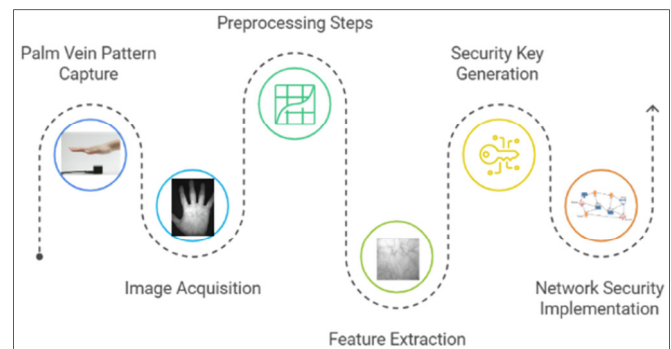 Palm Vein Pattern
Capture
Image Acquisition
Preprocessing Steps
Feature Extraction
Security Key
Generation
Network Security
Implementation